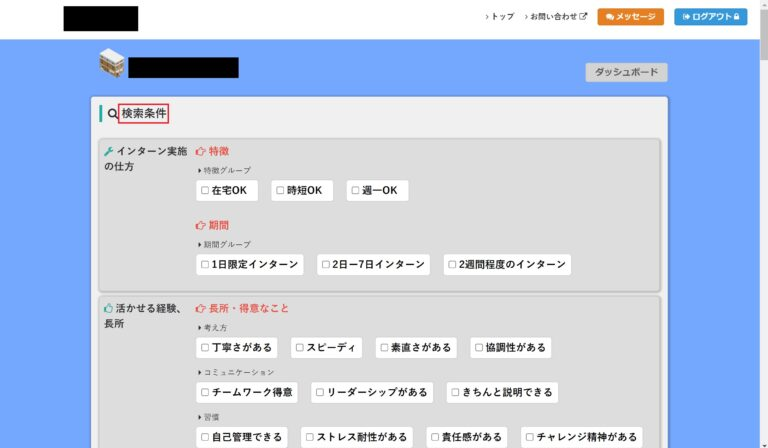 トップ お問い合わせ メッセージ ログアウト
ダッシュボード
検索条件
インターン実施の仕方
特徴
特徴グループ
在宅OK 時短OK 週一OK
期間
期間グループ
1日限定インターン 2日ー7日インターン 2週間程度のインターン
活かせる経験、長所
長所・得意なこと
考え方
丁寧さがある スピーディ 素直さがある 協調性がある
コミュニケーション
チームワーク得意 リーダーシップがある きちんと説明できる
習慣
自己管理できる ストレス耐性がある 責任感がある チャレンジ精神がある